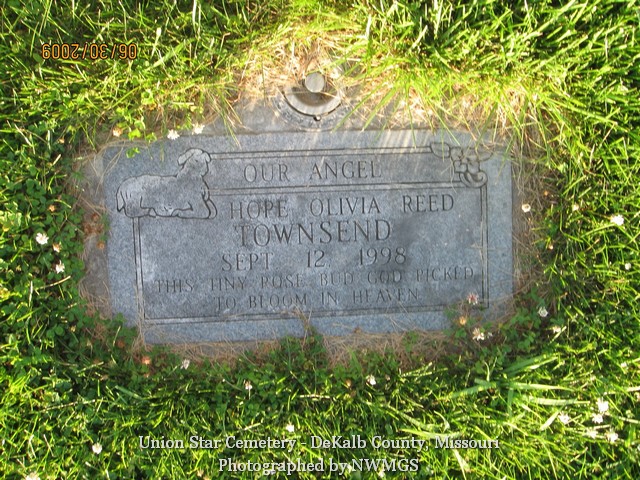 06/30/2009
OUR ANGEL
HOPE OLIVIA REED
TOWNSEND
SEPT 12 1998
THIS TINY ROSE BUD GOD PICKED
TO BLOOM IN HEAVEN
Union Star Cemetery - DeKalb County, Missouri
Photographed by NWMGS